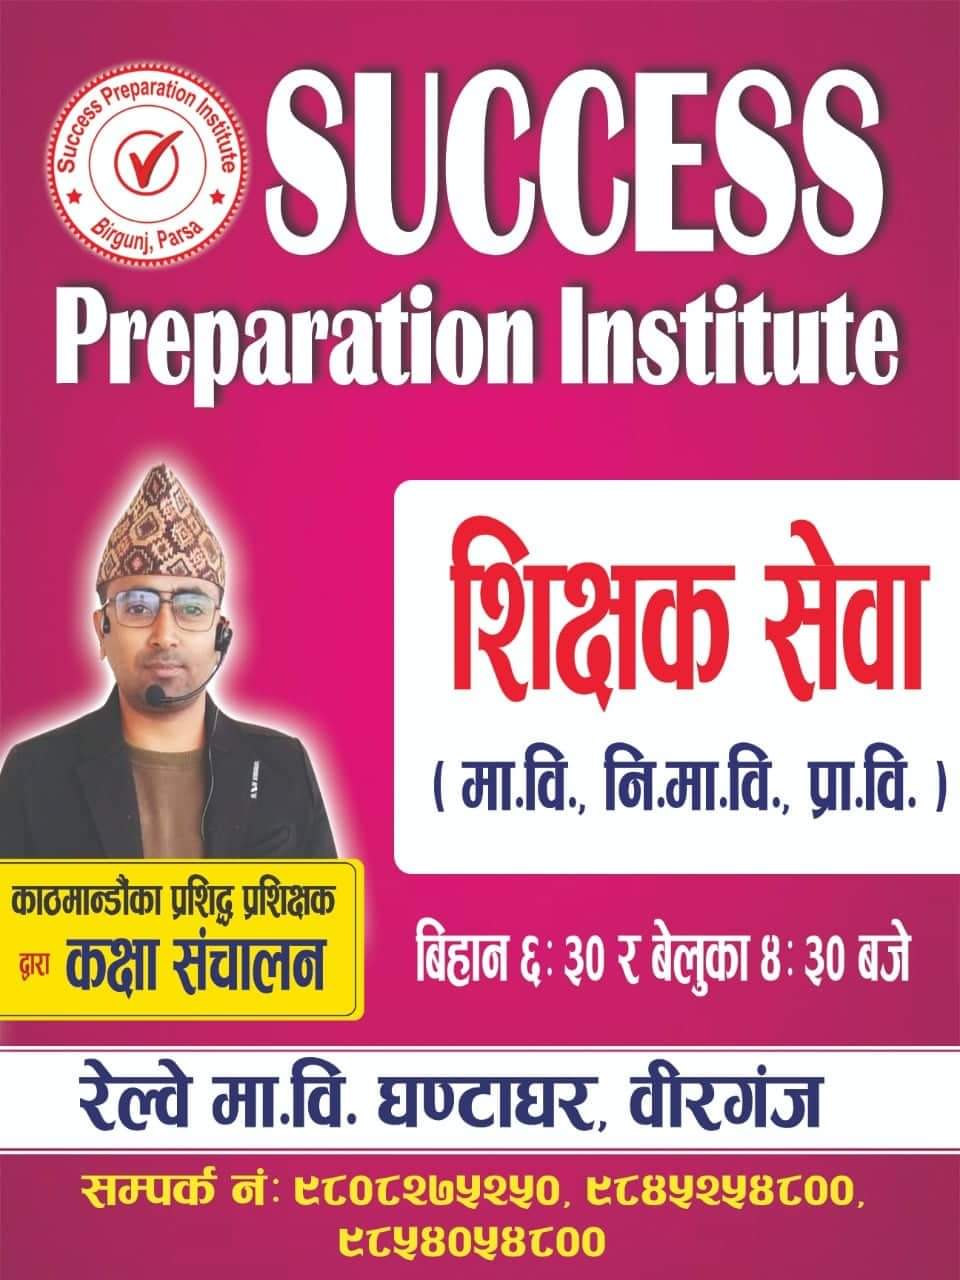 Success Preparation Institute
Birgunj, Parsa
SUCCESS
Preparation Institute
शिक्षक सेवा
( मा.वि., नि.मा.वि., प्रा.वि. )
काठमान्डौंका प्रशिद्ध प्रशिक्षक
द्वारा कक्षा संचालन
बिहान ६: ३० र बेलुका ४: ३० बजे
रेल्वे मा.वि. घण्टाघर, वीरगंज
सम्पर्क नं: ९८०८२७५२५०, ९८४५२५४८००,
९८५४०५४८००